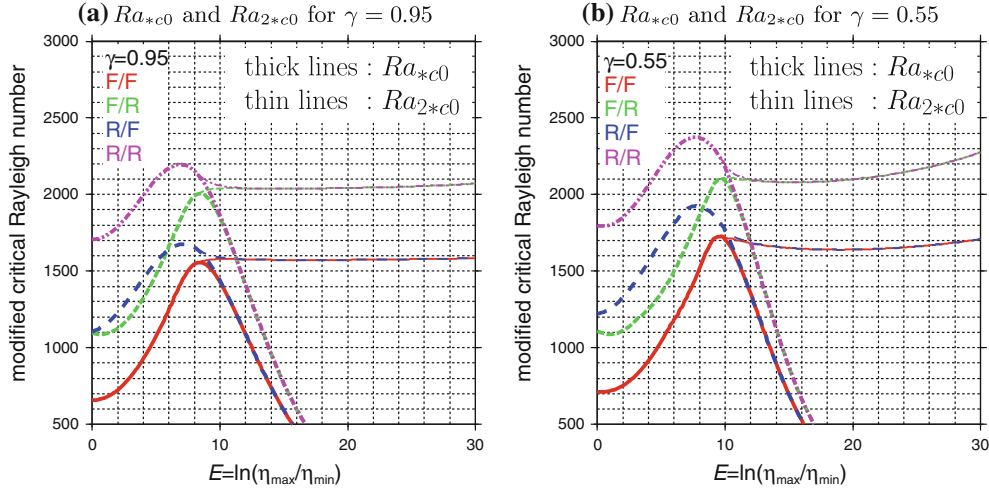 (a) Ra*c0 and Ra2*c0 for γ = 0.95
modified critical Rayleigh number
3000
2500
2000
1500
1000
500
γ=0.95
F/F
F/R
R/F
R/R
thick lines : Ra*c0
thin lines : Ra2*c0
0 10 20 30
E=ln(ηmax/ηmin)
(b) Ra*c0 and Ra2*c0 for γ = 0.55
modified critical Rayleigh number
3000
2500
2000
1500
1000
500
γ=0.55
F/F
F/R
R/F
R/R
thick lines : Ra*c0
thin lines : Ra2*c0
0 10 20 30
E=ln(ηmax/ηmin)